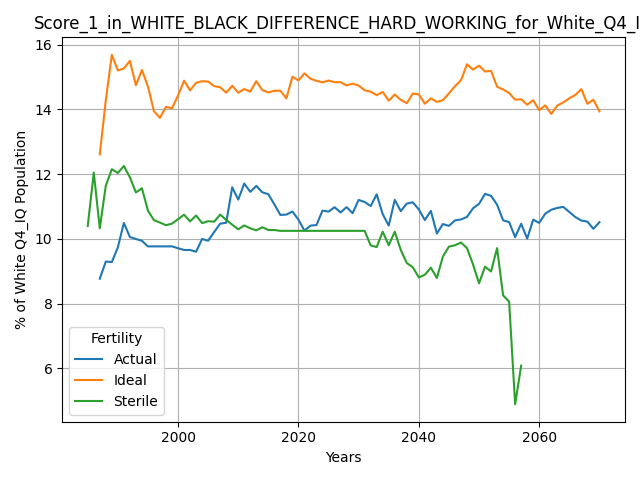 Score_1_in_WHITE_BLACK_DIFFERENCE_HARD_WORKING_for_White_Q4_I
16
14
12
10
8
6
% of White Q4_IQ Population
Fertility
Actual
Ideal
Sterile
2000 2020 2040 2060
Years